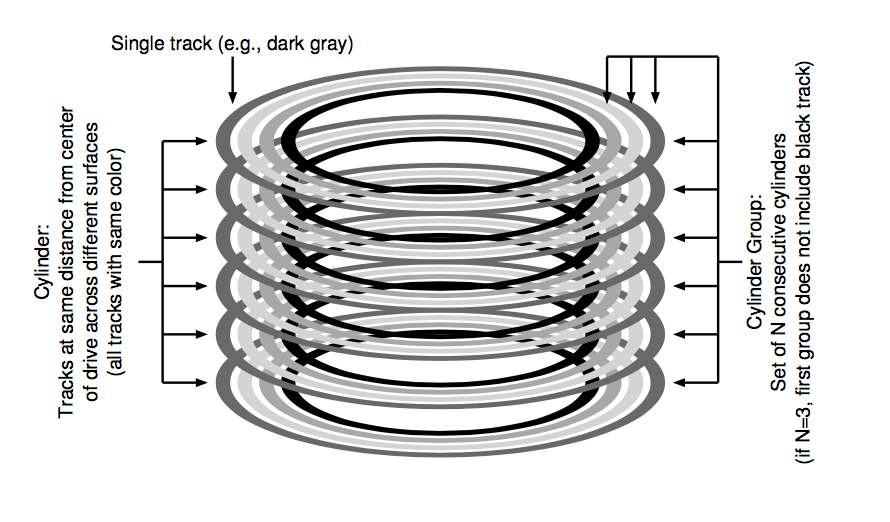 Single track (e.g., dark gray)
Cylinder:
Tracks at same distance from center
of drive across different surfaces
(all tracks with same color)
Cylinder Group:
Set of N consecutive cylinders
(if N=3, first group does not include black track)